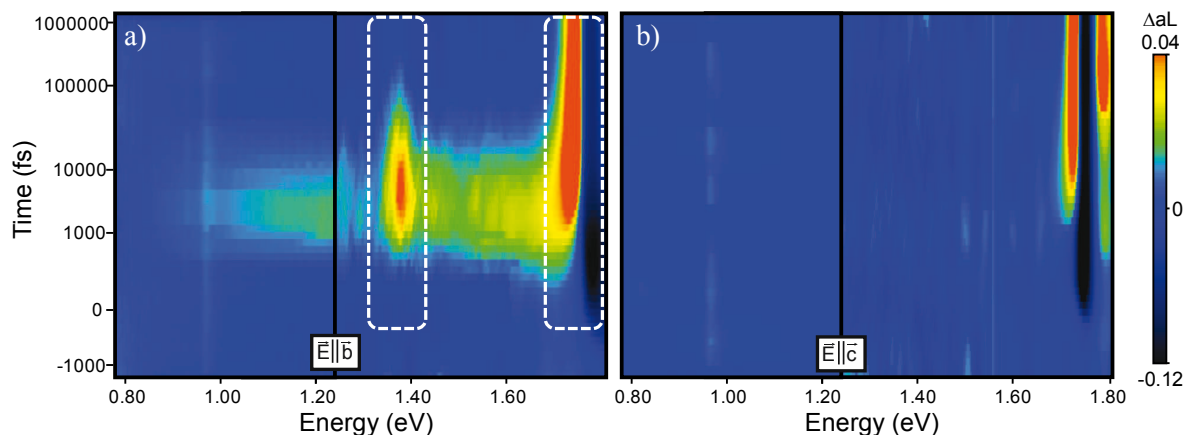 a)
b)
ΔaL
0.04
0
-0.12
Time (fs)
1000000
100000
10000
1000
0
-1000
E⃗||b⃗
E⃗||c⃗
0.80 1.00 1.20 1.40 1.60
0.80 1.00 1.20 1.40 1.60 1.80
Energy (eV)
Energy (eV)